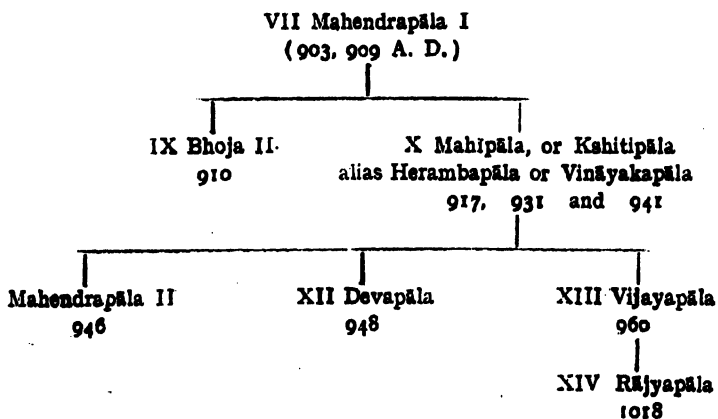 VII Mahendrapāla I
(903, 909 A. D.)
IX Bhoja II.
910
X Mahīpāla, or Kshitipāla
alias Herambapāla or Vināyakapāla
917, 931 and 941
Mahendrapāla II
946
XII Devapāla
948
XIII Vijayapāla
960
XIV Rājyapāla
1018